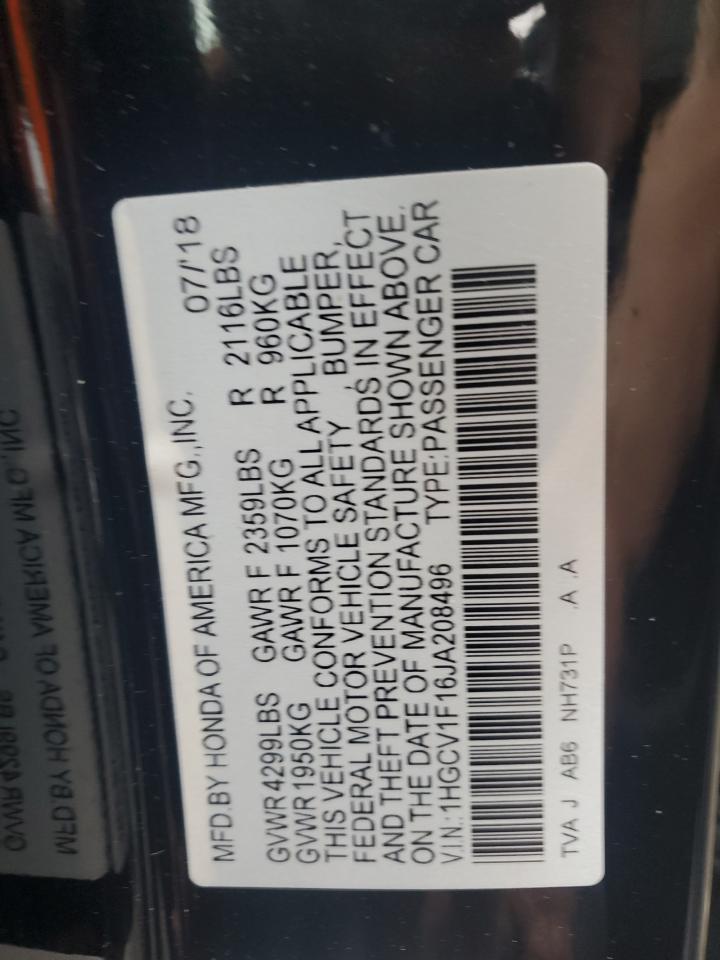 MFD.BY HONDA OF AMERICA MFG.,INC. 07/'18
GVWR 4299LBS GAWR F 2359LBS R 2116LBS
GVWR 1950KG GAWR F 1070KG R 960KG
THIS VEHICLE CONFORMS TO ALL APPLICABLE
FEDERAL MOTOR VEHICLE SAFETY, BUMPER,
AND THEFT PREVENTION STANDARDS IN EFFECT
ON THE DATE OF MANUFACTURE SHOWN ABOVE.
V.I.N.:1HGCV1F16JA208496 TYPE:PASSENGER CAR
TVA J AB6 NH731P .A .A
MFD.BY HONDA OF AMERICA MFG.,INC
GVWR 4299LBS